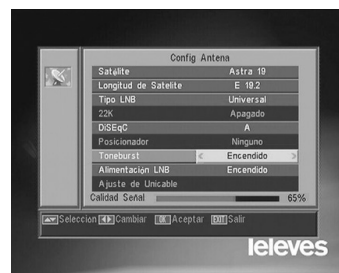 Config Antena
Satélite Astra 19
Longitud de Satelite E 19.2
Tipo LNB Universal
22K Apagado
DiSEqC A
Posicionador Ninguno
Toneburst < Encendido >
Alimentación LNB Encendido
Ajuste de Unicable
Calidad Señal 65%
Seleccion Cambiar OK Aceptar EXIT Salir
televes